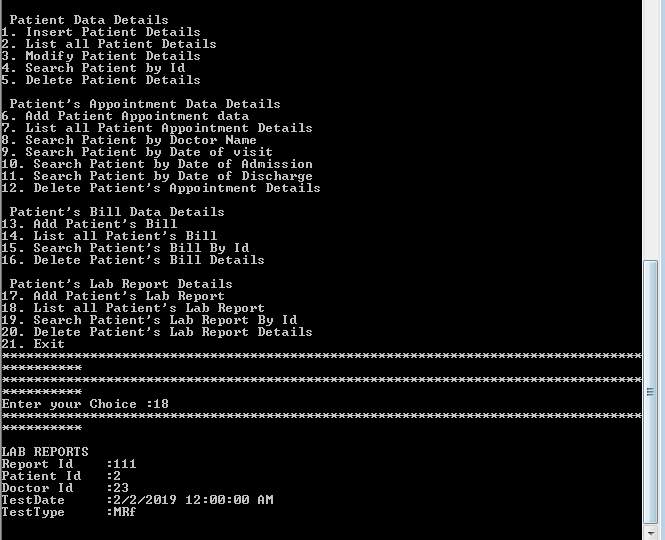 Patient Data Details
1. Insert Patient Details
2. List all Patient Details
3. Modify Patient Details
4. Search Patient by Id
5. Delete Patient Details
Patient's Appointment Data Details
6. Add Patient Appointment data
7. List all Patient Appointment Details
8. Search Patient by Doctor Name
9. Search Patient by Date of visit
10. Search Patient by Date of Admission
11. Search Patient by Date of Discharge
12. Delete Patient's Appointment Details
Patient's Bill Data Details
13. Add Patient's Bill
14. List all Patient's Bill
15. Search Patient's Bill By Id
16. Delete Patient's Bill Details
Patient's Lab Report Details
17. Add Patient's Lab Report
18. List all Patient's Lab Report
19. Search Patient's Lab Report By Id
20. Delete Patient's Lab Report Details
21. Exit
********************************************************************************
**********
********************************************************************************
**********
Enter your Choice :18
********************************************************************************
**********
LAB REPORTS
Report Id    :111
Patient Id   :2
Doctor Id    :23
TestDate     :2/2/2019 12:00:00 AM
TestType     :MRf